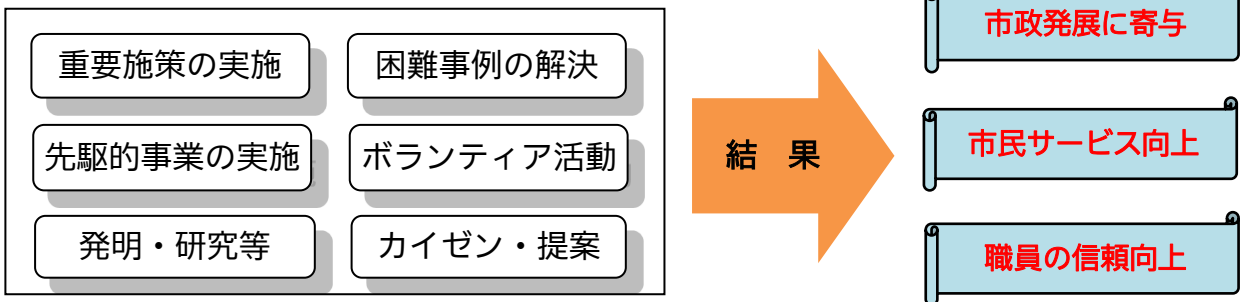 重要施策の実施
困難事例の解決
先駆的事業の実施
ボランティア活動
発明・研究等
カイゼン・提案
結 果
市政発展に寄与
市民サービス向上
職員の信頼向上